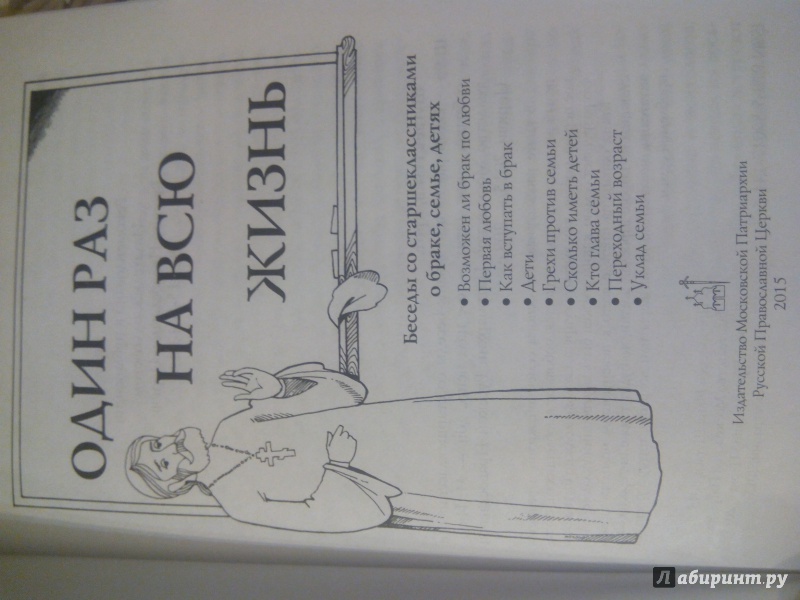 ОДИН РАЗ
НА ВСЮ
ЖИЗНЬ
Беседы со старшеклассниками
о браке, семье, детях
• Возможен ли брак по любви
• Первая любовь
• Как вступать в брак
• Дети
• Грехи против семьи
• Сколько иметь детей
• Кто глава семьи
• Переходный возраст
• Уклад семьи
Издательство Московской Патриархии
Русской Православной Церкви
2015
Лабиринт.ру